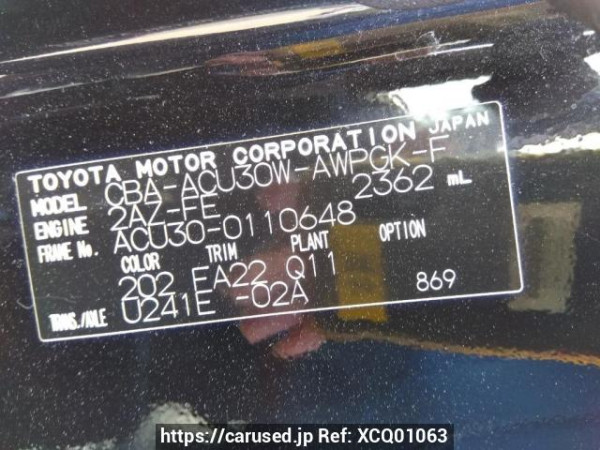 TOYOTA MOTOR CORPORATION JAPAN
MODEL CBA-ACU30W-AWPGK-F
ENGINE 2AZ-FE 2362 mL
FRAME No. ACU30-0110648
COLOR TRIM PLANT OPTION
202 FA22 Q11
TRANS./AXLE U241E -02A 869
https://carused.jp Ref: XCQ01063